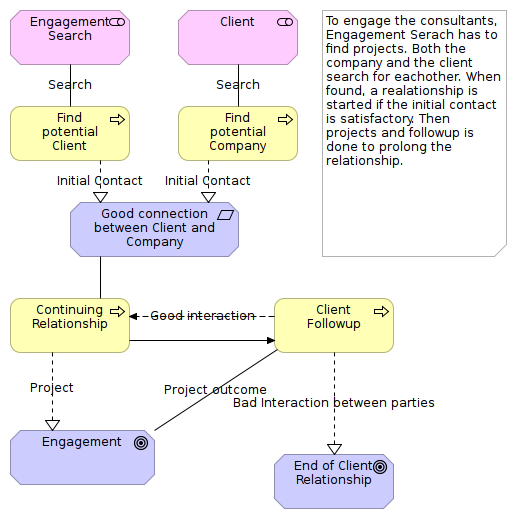 Engagement
Search
Client
To engage the consultants,
Engagement Serach has to
find projects. Both the
company and the client
search for eachother. When
found, a realationship is
started if the initial contact
is satisfactory. Then
projects and followup is
done to prolong the
relationship.
Search
Search
Find
potential
Client
Find
potential
Company
Initial Contact
Initial Contact
Good connection
between Client and
Company
Continuing
Relationship
Good interaction
Client
Followup
Project
Project outcome
Bad Interaction between parties
Engagement
End of Client
Relationship